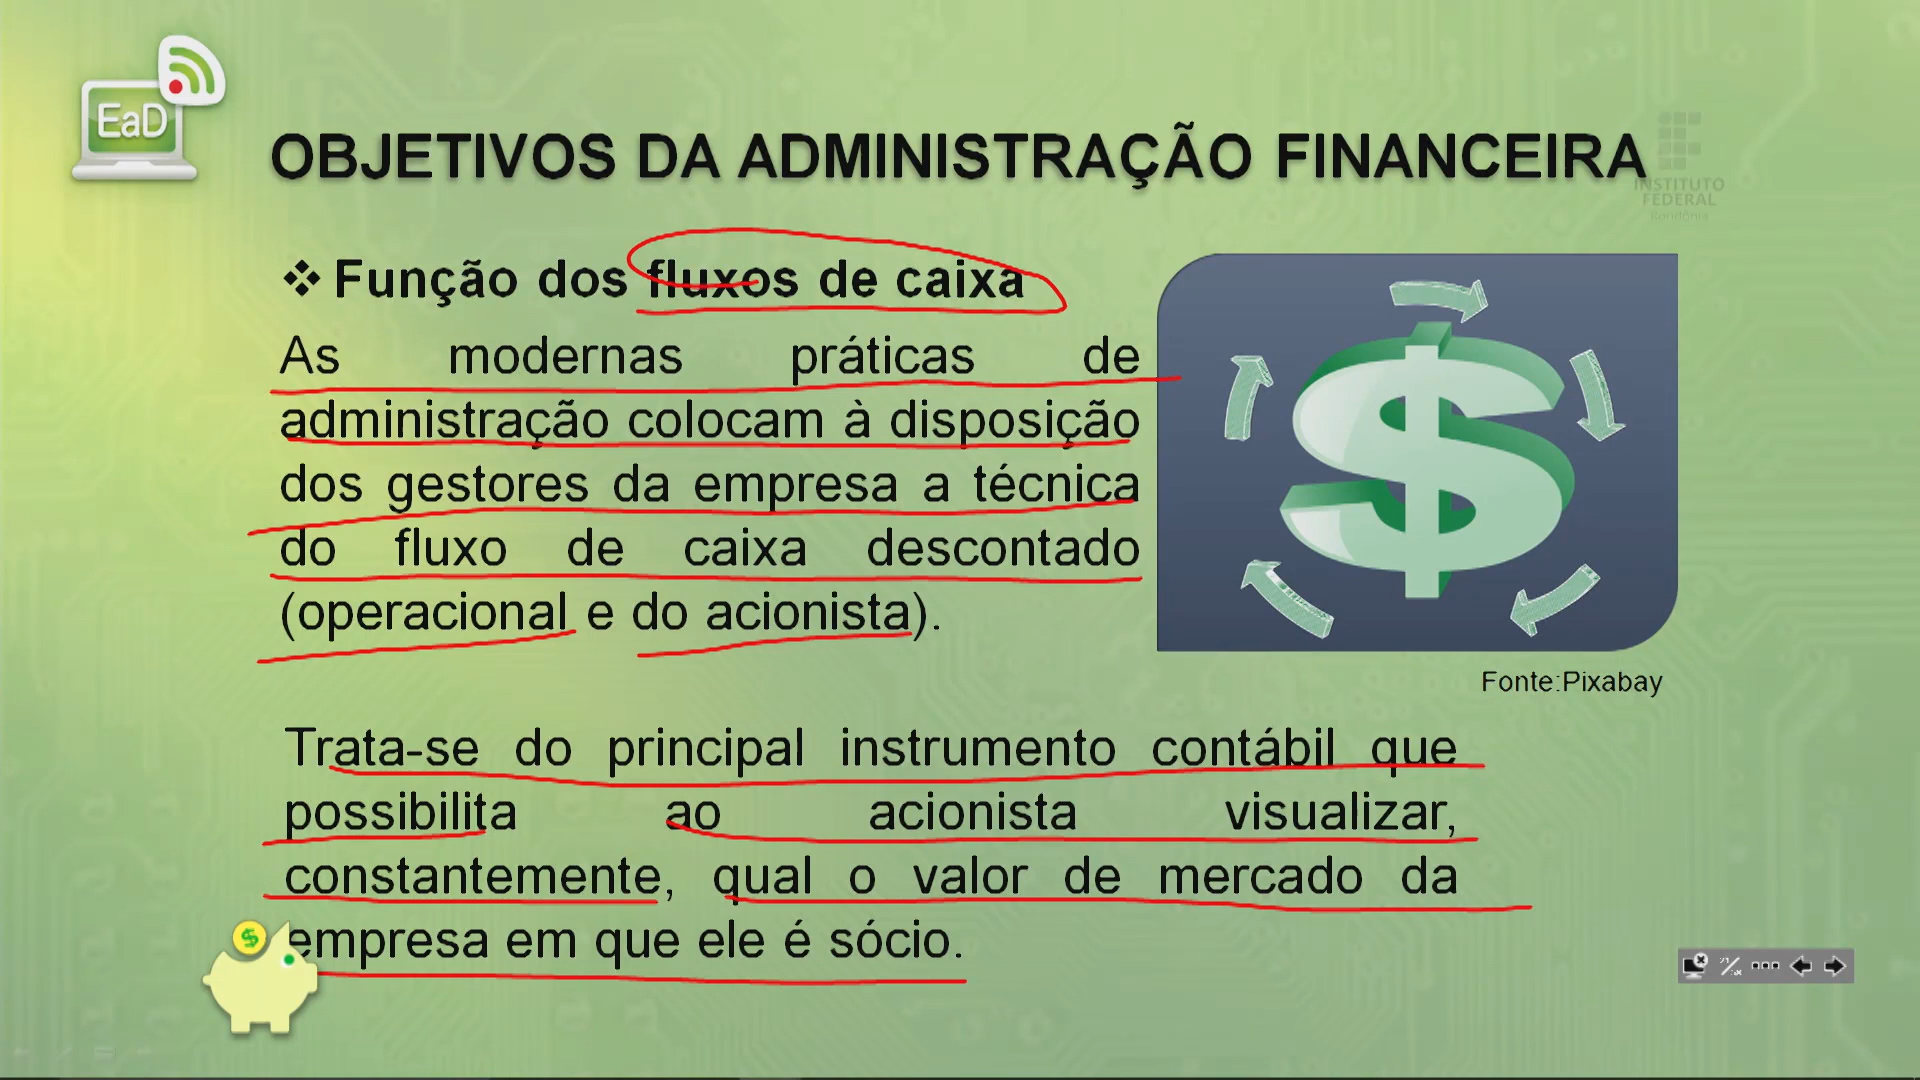 EaD
OBJETIVOS DA ADMINISTRAÇÃO FINANCEIRA
INSTITUTO
FEDERAL
Rondônia
❖ Função dos fluxos de caixa
As modernas práticas de
administração colocam à disposição
dos gestores da empresa a técnica
do fluxo de caixa descontado
(operacional e do acionista).
Fonte:Pixabay
Trata-se do principal instrumento contábil que
possibilita ao acionista visualizar,
constantemente, qual o valor de mercado da
empresa em que ele é sócio.